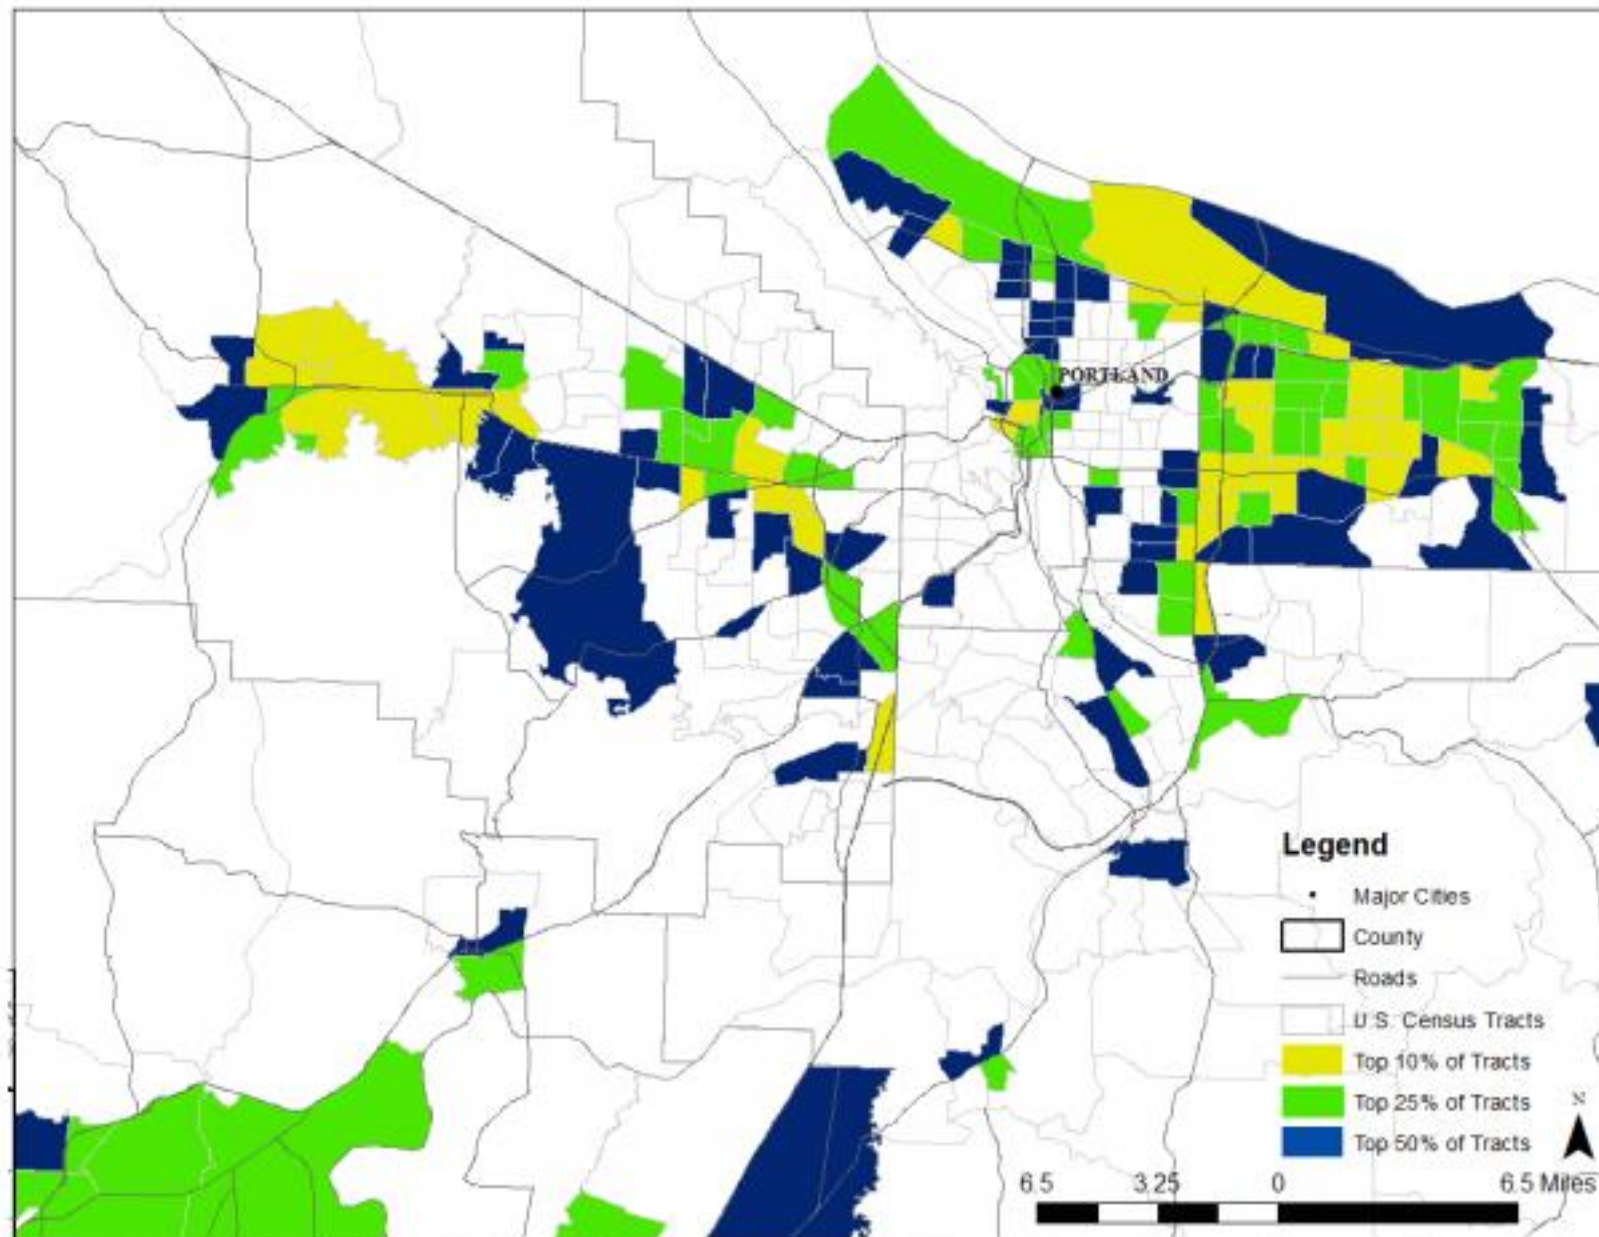 PORTLAND
Legend
Major Cities
County
Roads
U.S. Census Tracts
Top 10% of Tracts
Top 25% of Tracts
Top 50% of Tracts
N
6.5 3.25 0 6.5 Miles